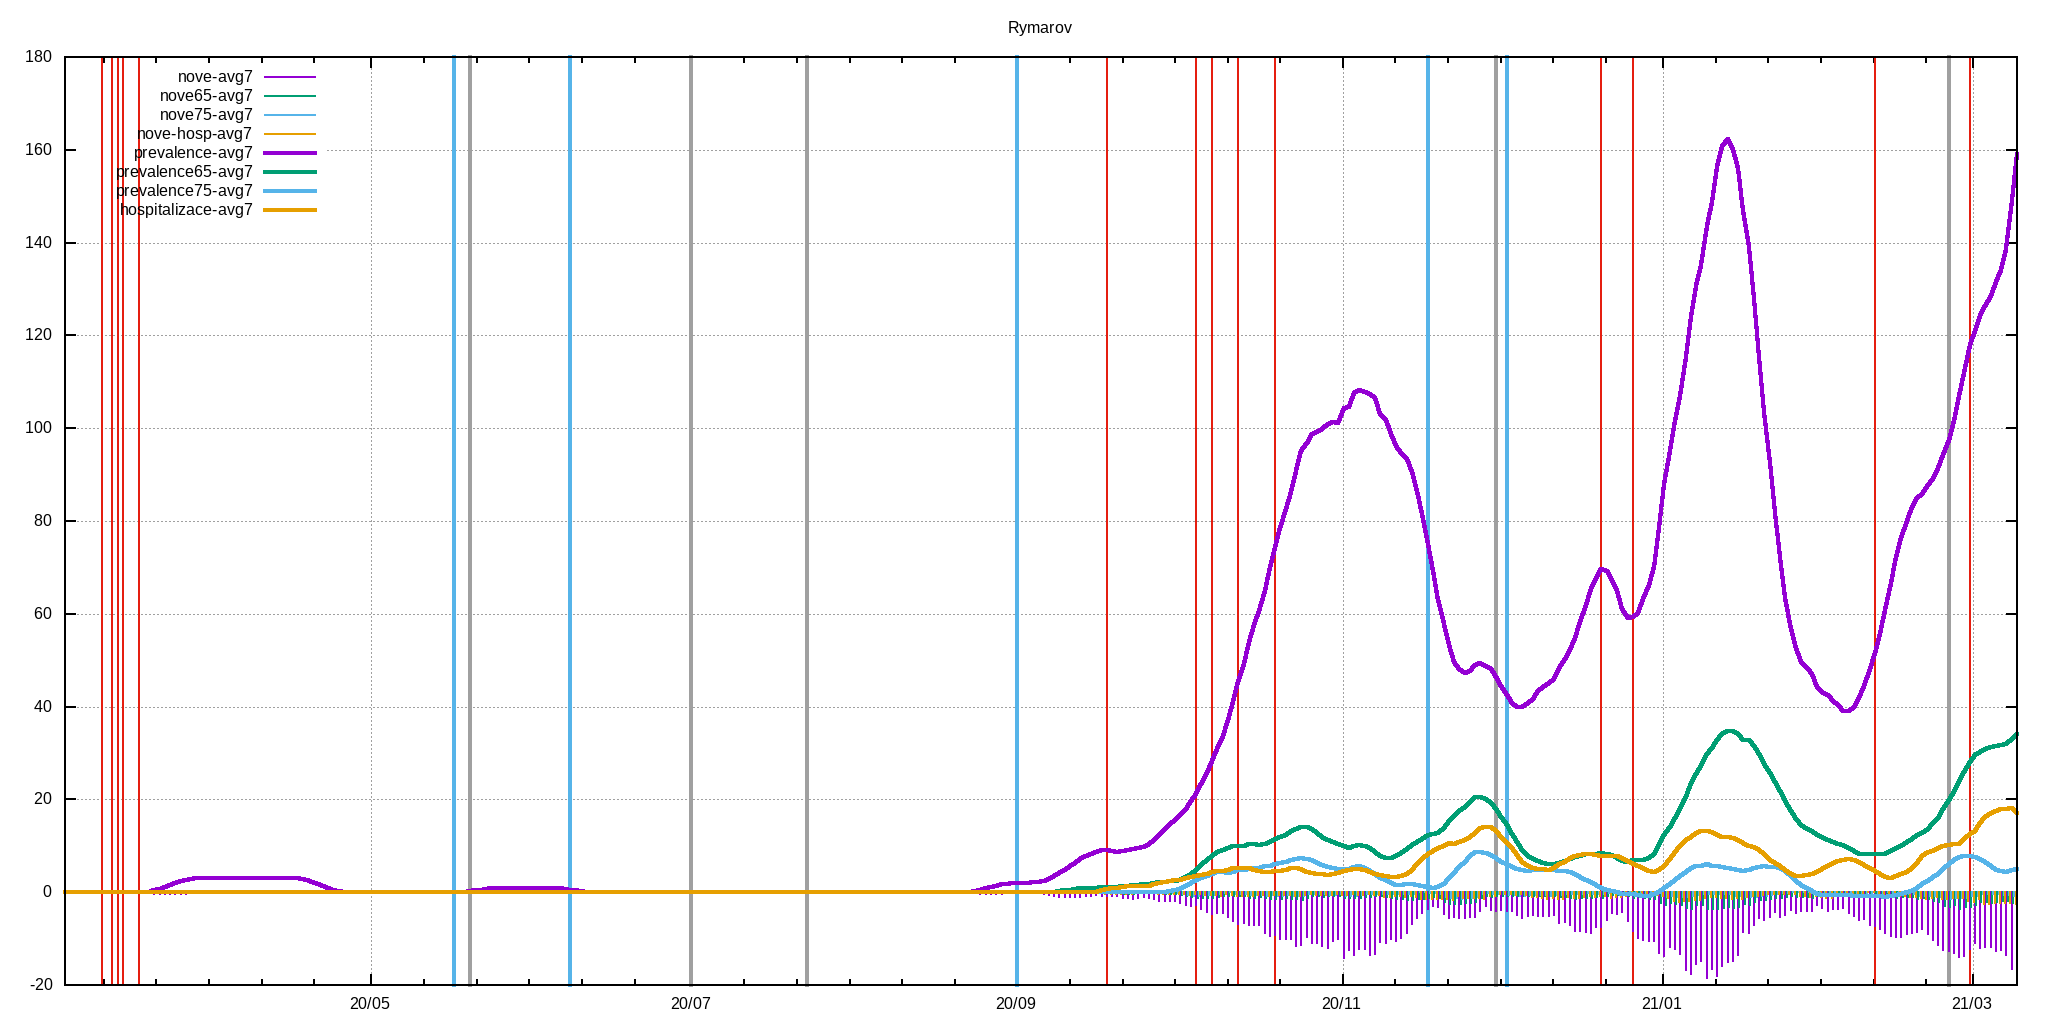 Rymarov
180
160
140
120
100
80
60
40
20
0
-20
nove-avg7
nove65-avg7
nove75-avg7
nove-hosp-avg7
prevalence-avg7
prevalence65-avg7
prevalence75-avg7
hospitalizace-avg7
20/05 20/07 20/09 20/11 21/01 21/03